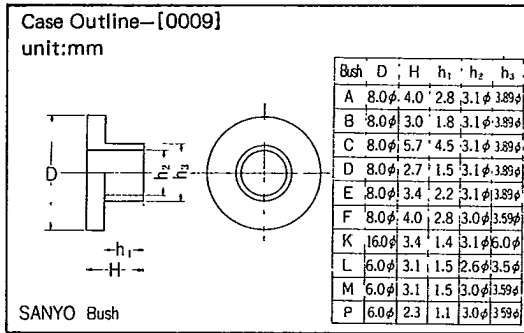 Case Outline–[0009]
unit:mm
Bush D H h₁ h₂ h₃
A 8.0φ 4.0 2.8 3.1φ 3.89φ
B 8.0φ 3.0 1.8 3.1φ 3.89φ
C 8.0φ 5.7 4.5 3.1φ 3.89φ
D 8.0φ 2.7 1.5 3.1φ 3.89φ
E 8.0φ 3.4 2.2 3.1φ 3.89φ
F 8.0φ 4.0 2.8 3.0φ 3.59φ
K 16.0φ 3.4 1.4 3.1φ 6.0φ
L 6.0φ 3.1 1.5 2.6φ 3.5φ
M 6.0φ 3.1 1.5 3.0φ 3.59φ
P 6.0φ 2.3 1.1 3.0φ 3.59φ
D
h₂
h₃
h₁
H
SANYO Bush